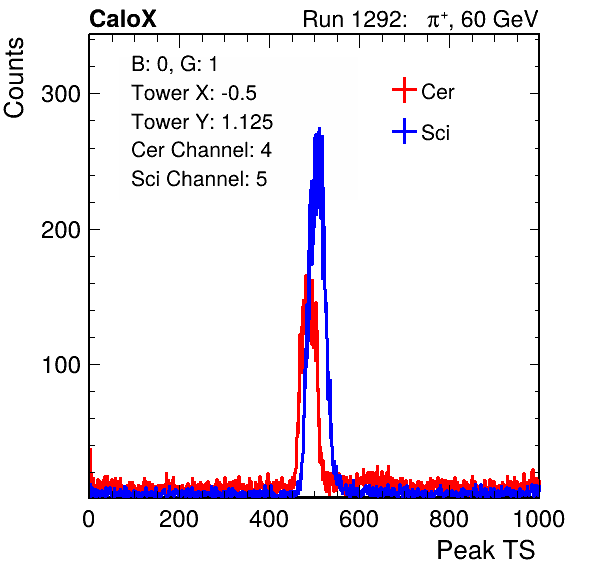 CaloX Run 1292: π⁺, 60 GeV
Counts
B: 0, G: 1
Tower X: -0.5
Tower Y: 1.125
Cer Channel: 4
Sci Channel: 5
Cer
Sci
300
200
100
0 200 400 600 800 1000
Peak TS